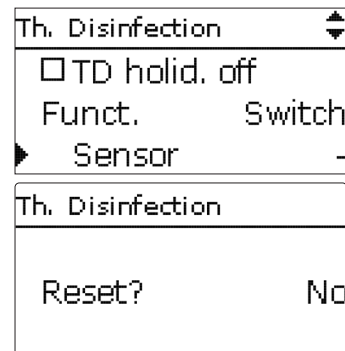 Th. Disinfection
TD holid. off
Funct. Switch
Sensor -
Th. Disinfection
Reset? No